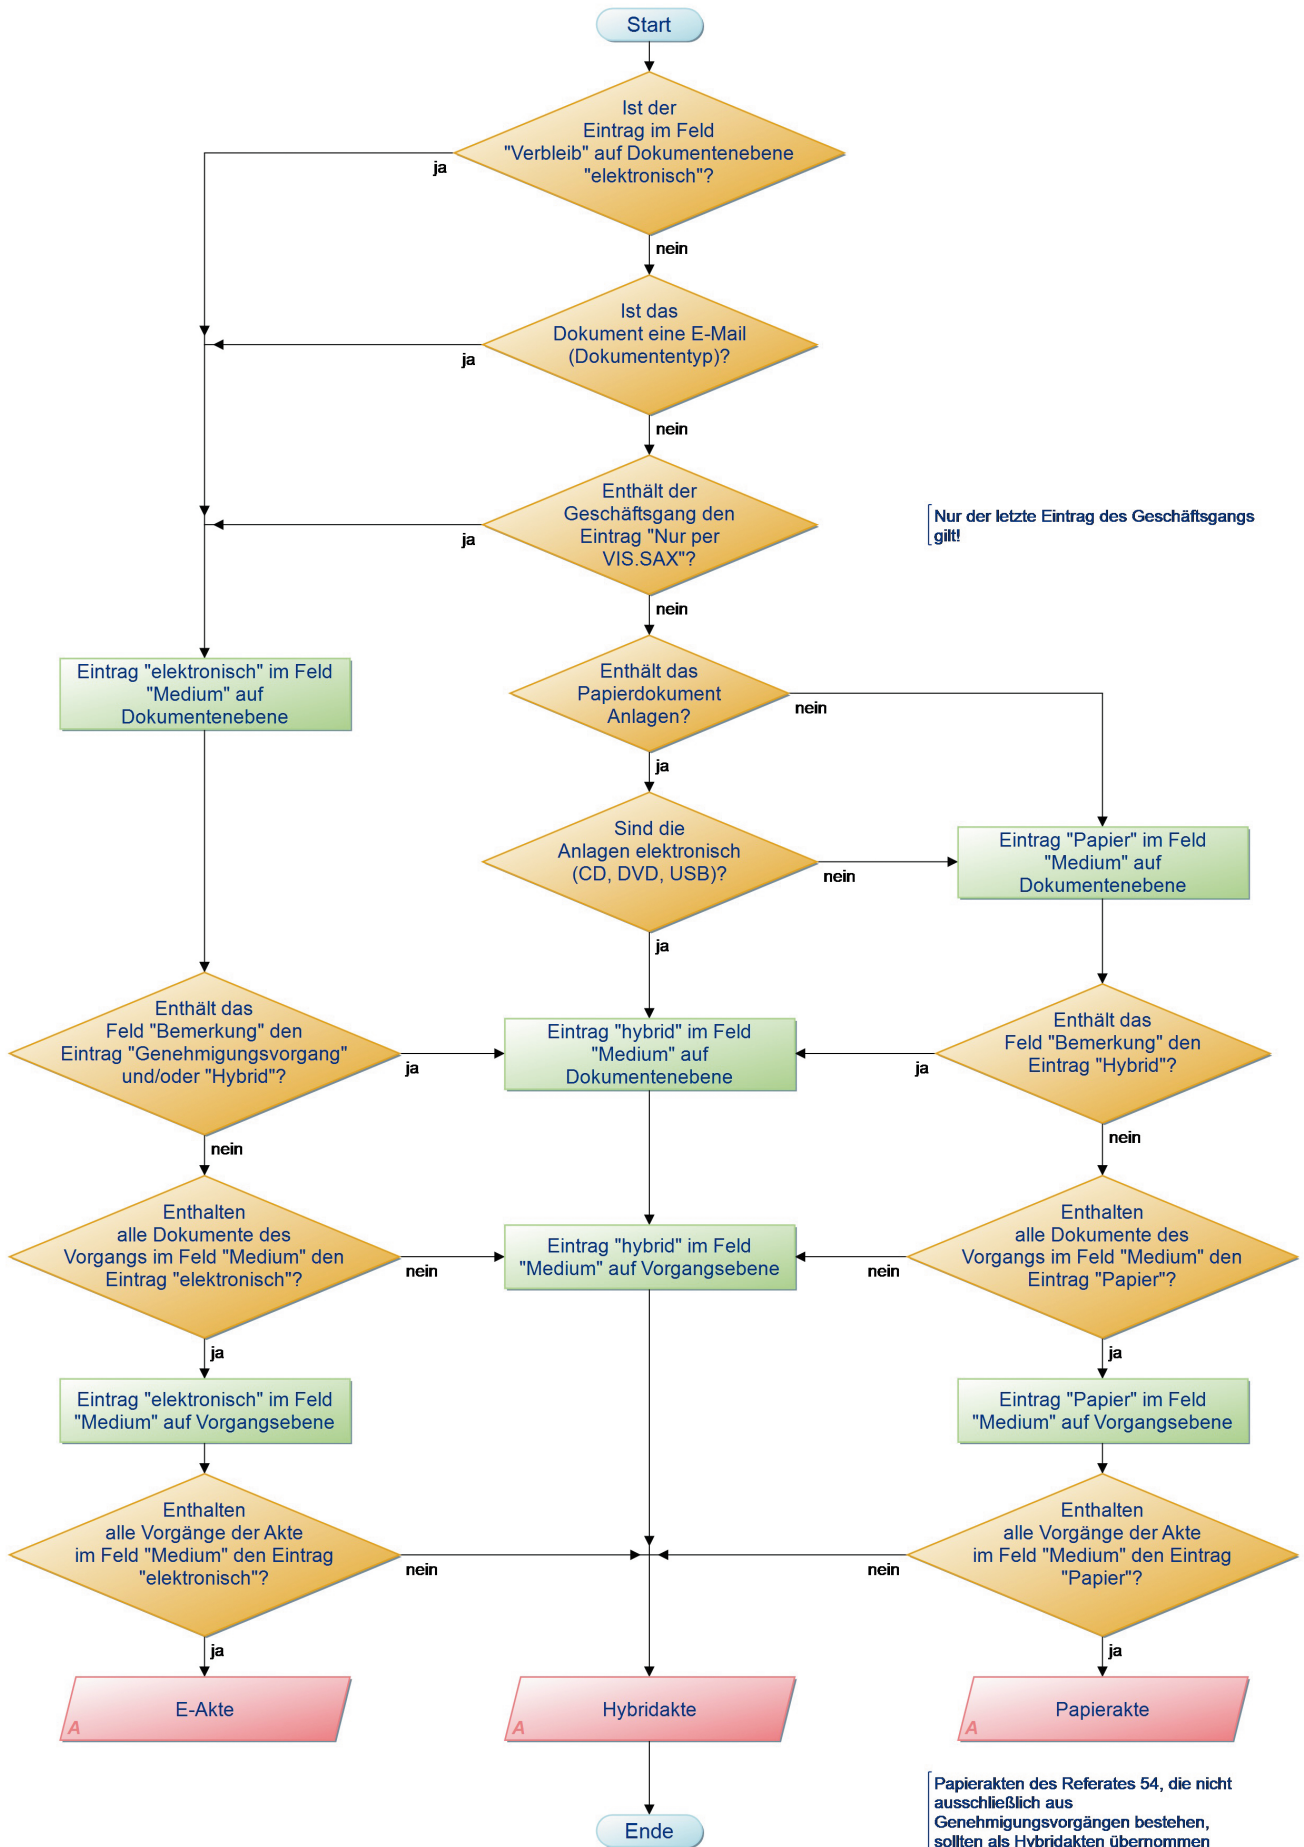 Start
Ist der
Eintrag im Feld
"Verbleib" auf Dokumentenebene
"elektronisch"?
ja
nein
Ist das
Dokument eine E-Mail
(Dokumententyp)?
ja
nein
Enthält der
Geschäftsgang den
Eintrag "Nur per
VIS.SAX"?
ja
nein
Nur der letzte Eintrag des Geschäftsgangs
gilt!
Eintrag "elektronisch" im Feld
"Medium" auf
Dokumentenebene
Enthält das
Papierdokument
Anlagen?
nein
ja
Sind die
Anlagen elektronisch
(CD, DVD, USB)?
nein
ja
Eintrag "Papier" im Feld
"Medium" auf
Dokumentenebene
Enthält das
Feld "Bemerkung" den
Eintrag "Genehmigungsvorgang"
und/oder "Hybrid"?
ja
nein
Eintrag "hybrid" im Feld
"Medium" auf
Dokumentenebene
Enthält das
Feld "Bemerkung" den
Eintrag "Hybrid"?
ja
nein
Enthalten
alle Dokumente des
Vorgangs im Feld "Medium" den
Eintrag "elektronisch"?
nein
ja
Eintrag "hybrid" im Feld
"Medium" auf Vorgangsebene
Enthalten
alle Dokumente des
Vorgangs im Feld "Medium" den
Eintrag "Papier"?
nein
ja
Eintrag "elektronisch" im Feld
"Medium" auf Vorgangsebene
Eintrag "Papier" im Feld
"Medium" auf Vorgangsebene
Enthalten
alle Vorgänge der Akte
im Feld "Medium" den Eintrag
"elektronisch"?
nein
ja
Enthalten
alle Vorgänge der Akte
im Feld "Medium" den Eintrag
"Papier"?
nein
ja
E-Akte
A
Hybridakte
A
Papierakte
A
Ende
Papierakten des Referates 54, die nicht
ausschließlich aus
Genehmigungsvorgängen bestehen,
sollten als Hybridakten übernommen